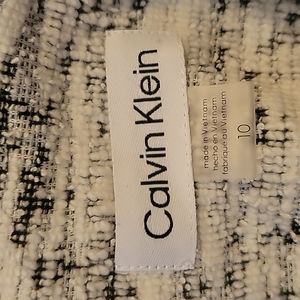 Calvin Klein
made in Vietnam
hecho en Vietnam
fabriqué au Vietnam
10